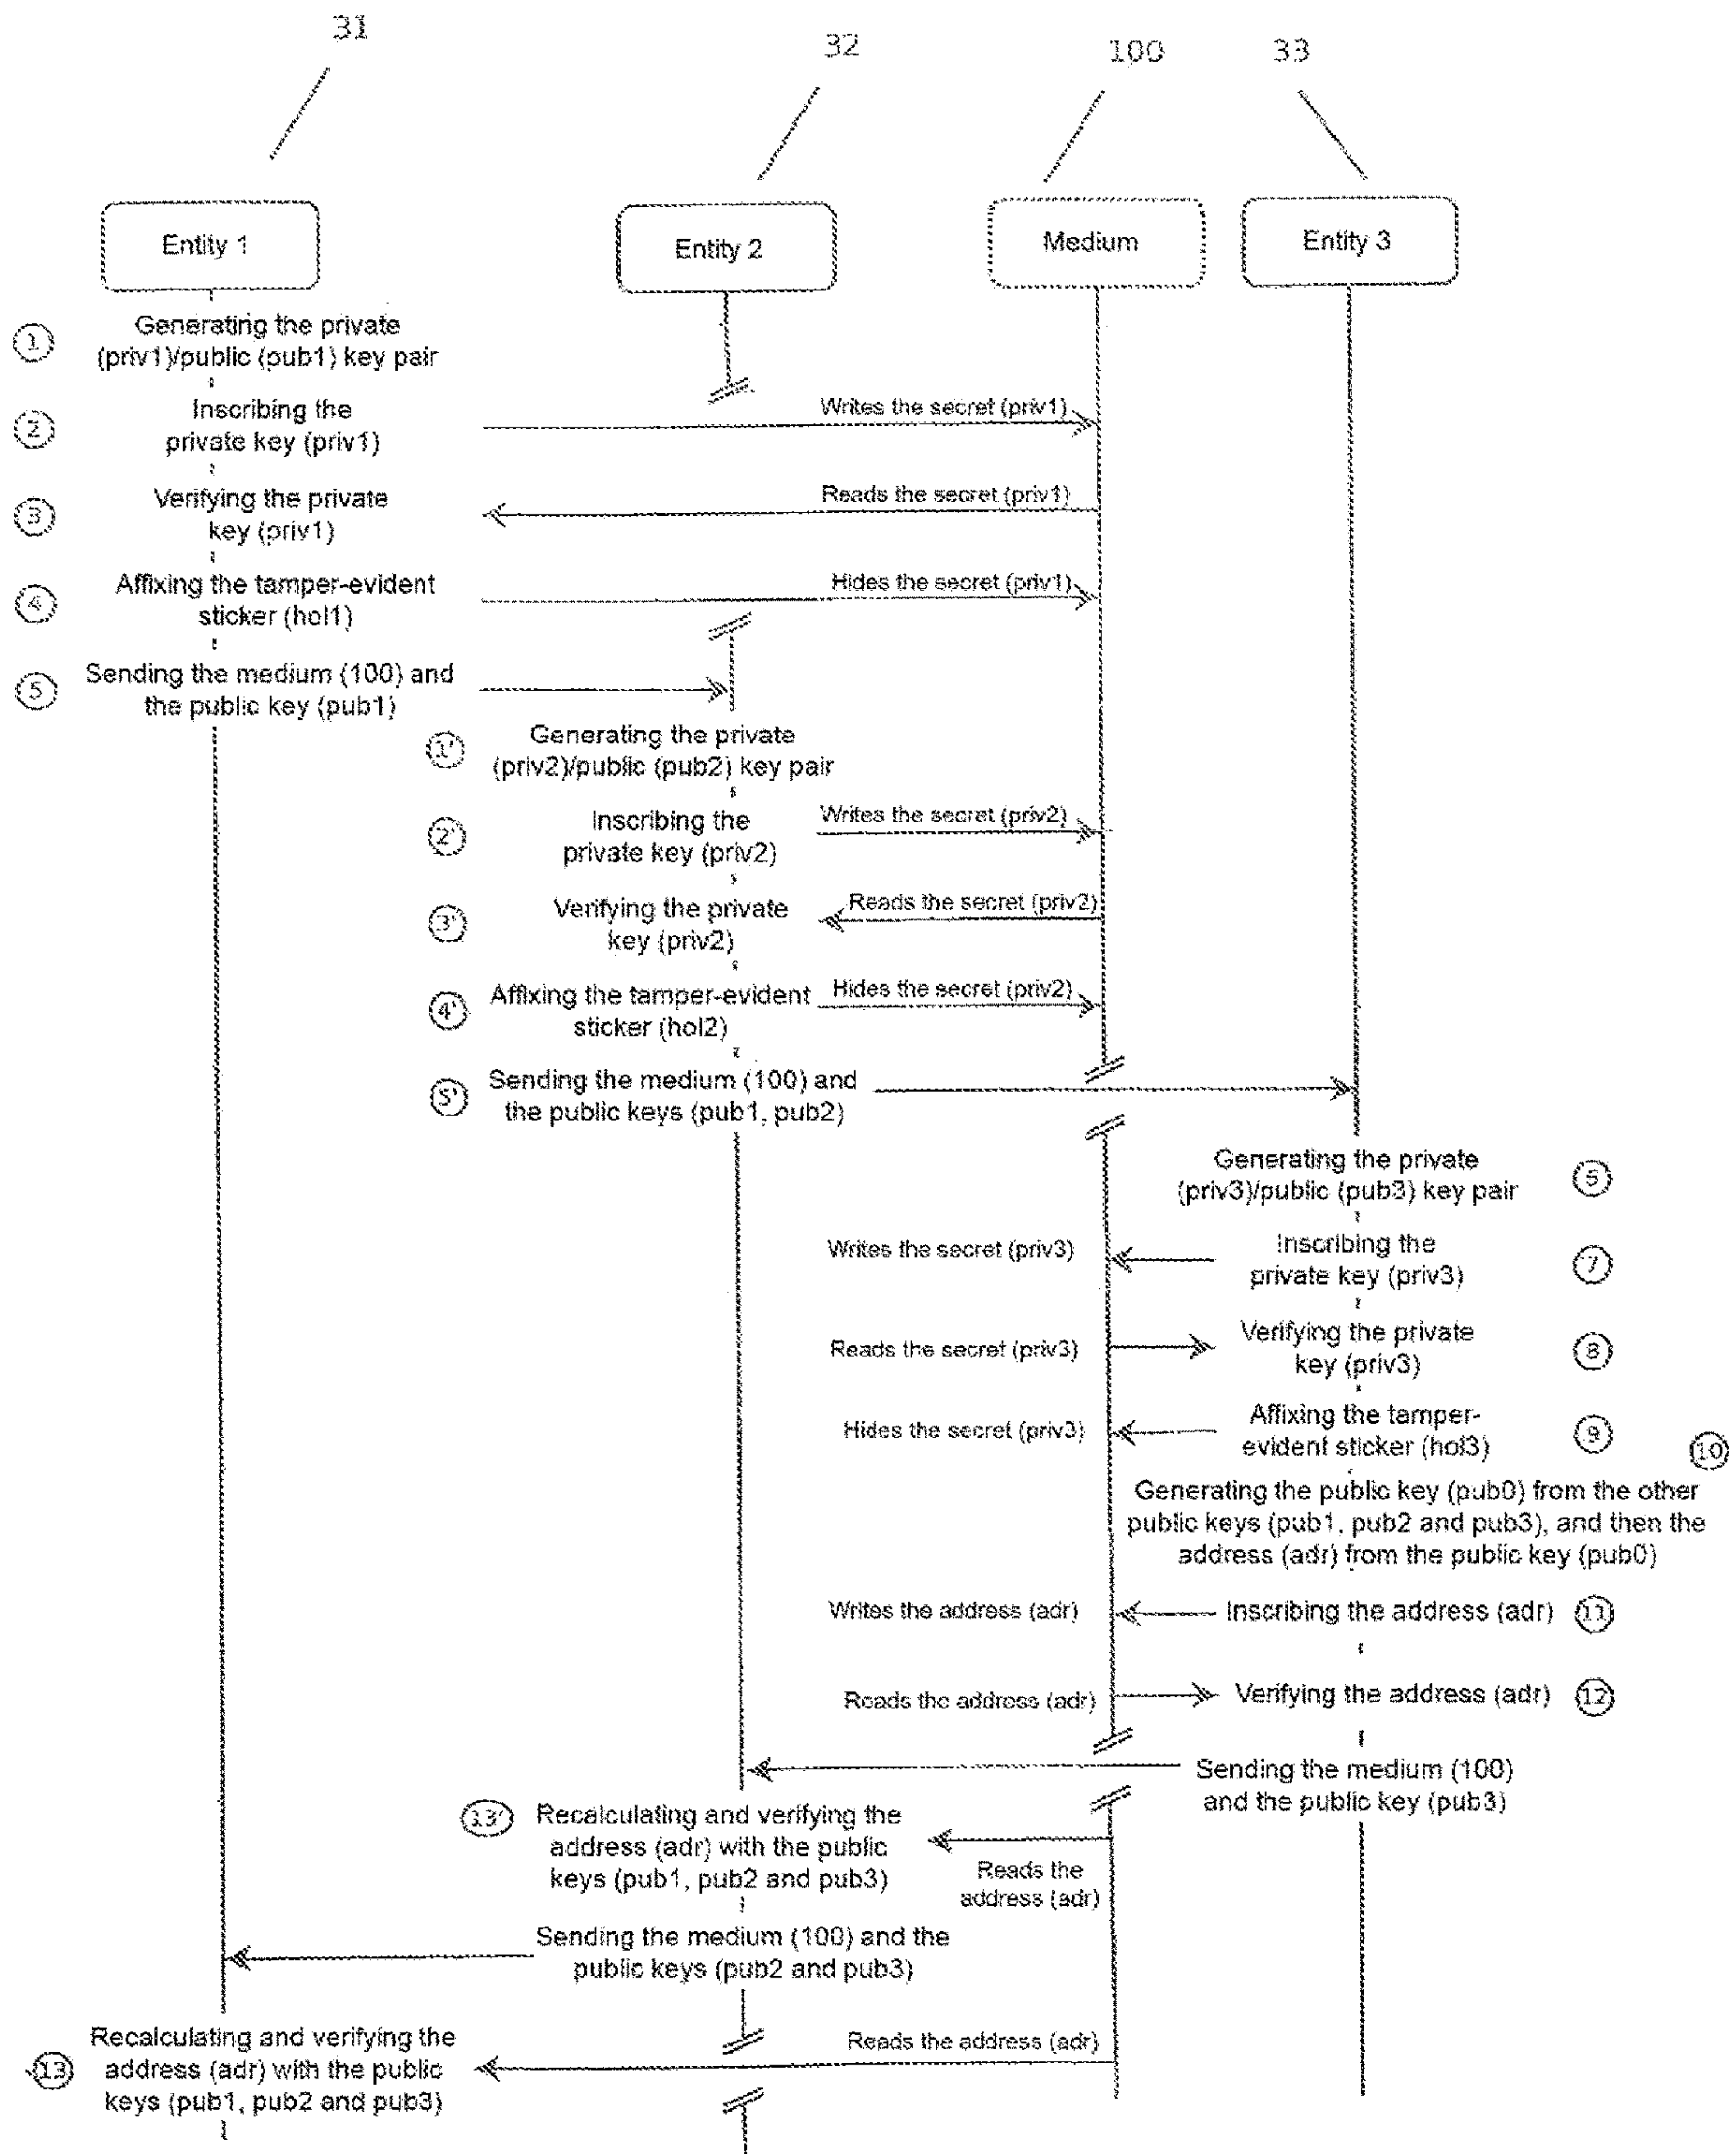 31
32
100
33
Entity 1
Entity 2
Medium
Entity 3
1
Generating the private
(priv1)/public (pub1) key pair
2
Inscribing the
private key (priv1)
Writes the secret (priv1)
3
Verifying the private
key (priv1)
Reads the secret (priv1)
4
Affixing the tamper-evident
sticker (hol1)
Hides the secret (priv1)
5
Sending the medium (100) and
the public key (pub1)
1'
Generating the private
(priv2)/public (pub2) key pair
2'
Inscribing the
private key (priv2)
Writes the secret (priv2)
3'
Verifying the private
key (priv2)
Reads the secret (priv2)
4'
Affixing the tamper-evident
sticker (hol2)
Hides the secret (priv2)
5'
Sending the medium (100) and
the public keys (pub1, pub2)
Generating the private
(priv3)/public (pub3) key pair
Writes the secret (priv3)
Inscribing the
private key (priv3)
7
Reads the secret (priv3)
Verifying the private
key (priv3)
8
Hides the secret (priv3)
Affixing the tamper-
evident sticker (hol3)
9
10
Generating the public key (pub0) from the other
public keys (pub1, pub2 and pub3), and then the
address (adr) from the public key (pub0)
Writes the address (adr)
Inscribing the address (adr)
11
Reads the address (adr)
Verifying the address (adr)
12
Sending the medium (100)
and the public key (pub3)
13'
Recalculating and verifying the
address (adr) with the public
keys (pub1, pub2 and pub3)
Reads the
address (adr)
Sending the medium (100) and the
public keys (pub2 and pub3)
13
Recalculating and verifying the
address (adr) with the public
keys (pub1, pub2 and pub3)
Reads the address (adr)